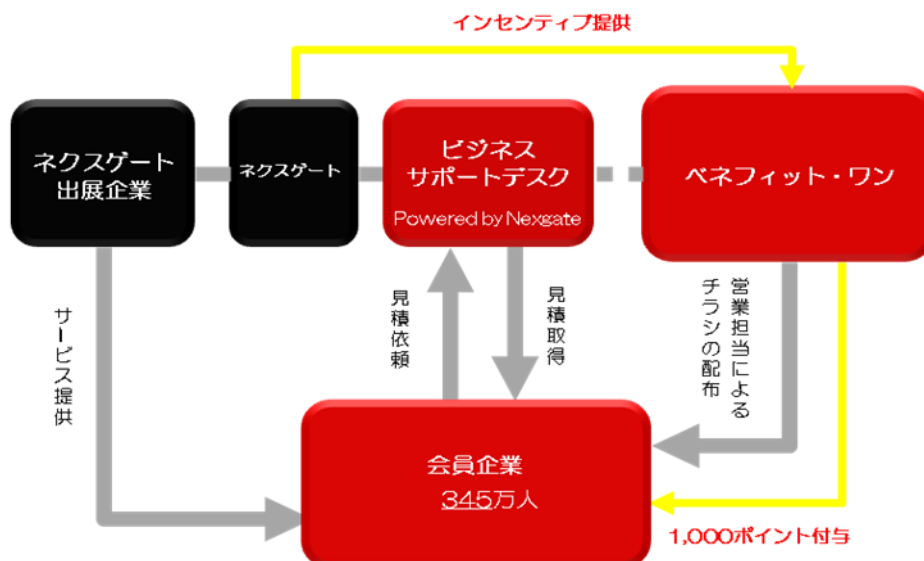 インセンティブ提供
ネクスゲート
出展企業
ネクスゲート
ビジネス
サポートデスク
Powered by Nexgate
ベネフィット・ワン
サービス提供
見積依頼
見積取得
営業担当による
チラシの配布
会員企業
345万人
1,000ポイント付与